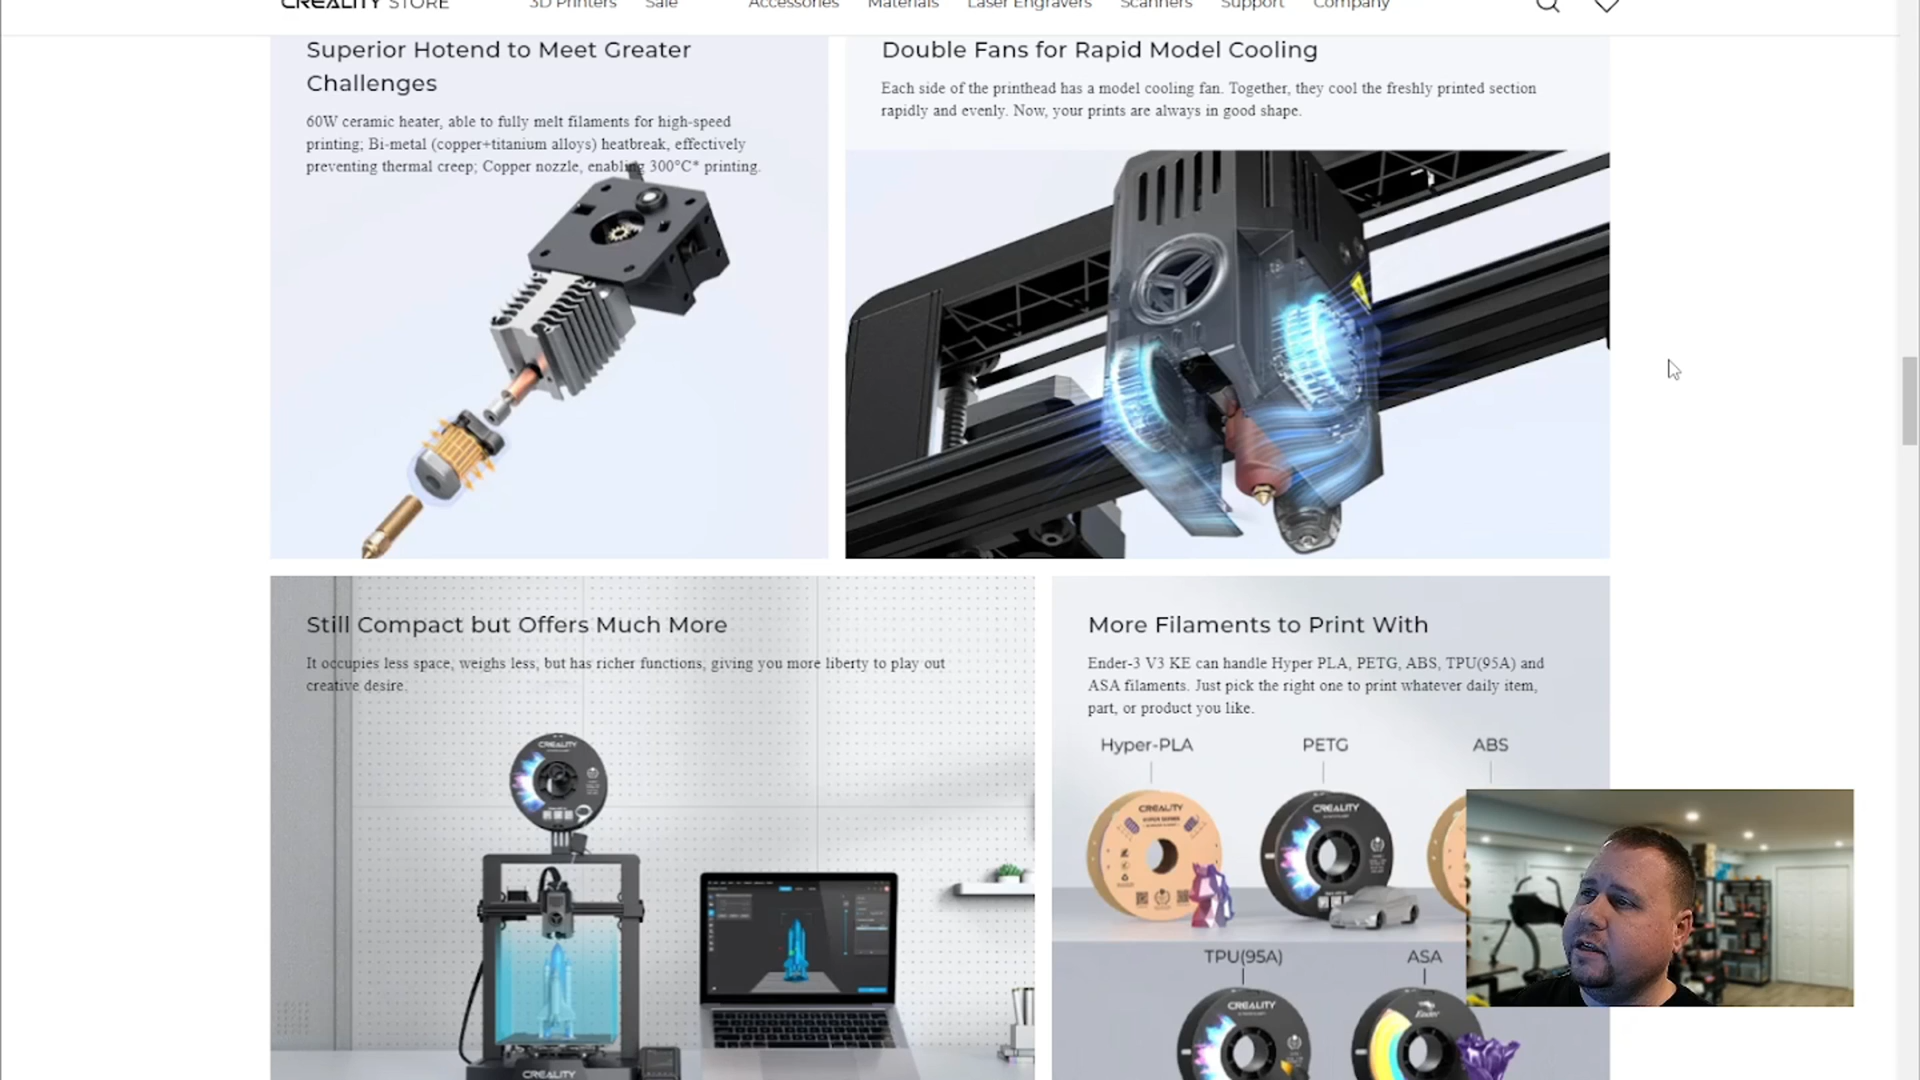 CREALITY STORE
3D Printers Sale Accessories Materials Laser Engravers Scanners Support Company
Superior Hotend to Meet Greater
Challenges
60W ceramic heater, able to fully melt filaments for high-speed
printing; Bi-metal (copper+titanium alloys) heatbreak, effectively
preventing thermal creep; Copper nozzle, enabling 300°C* printing.
Double Fans for Rapid Model Cooling
Each side of the printhead has a model cooling fan. Together, they cool the freshly printed section
rapidly and evenly. Now, your prints are always in good shape.
Still Compact but Offers Much More
It occupies less space, weighs less, but has richer functions, giving you more liberty to play out
creative desire.
CREALITY
CREALITY
More Filaments to Print With
Ender-3 V3 KE can handle Hyper PLA, PETG, ABS, TPU(95A) and
ASA filaments. Just pick the right one to print whatever daily item,
part, or product you like.
Hyper-PLA PETG ABS
CREALITY CREALITY
TPU(95A) ASA
CREALITY Ender